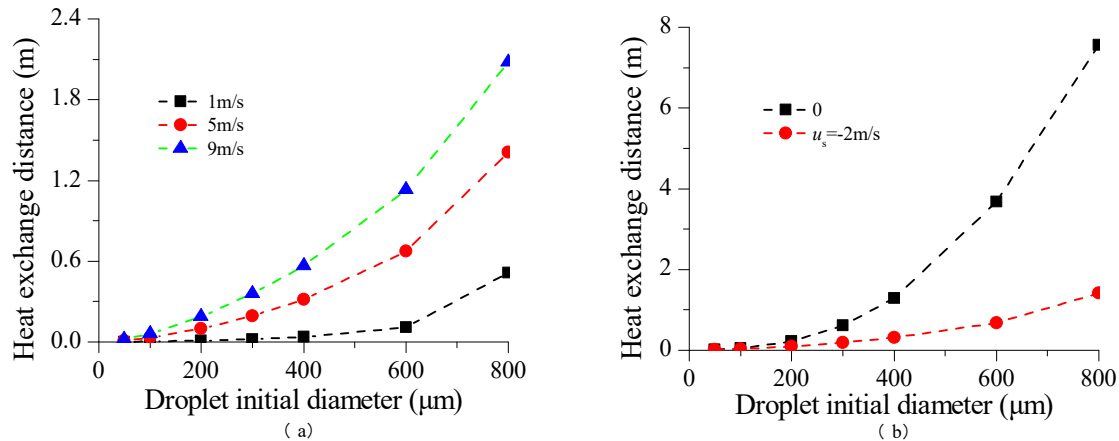 Heat exchange distance (m)
2.4
1.8
1.2
0.6
0.0
1m/s
5m/s
9m/s
0
200
400
600
800
Droplet initial diameter (μm)
( a)
Heat exchange distance (m)
8
6
4
2
0
0
uₛ=-2m/s
0
200
400
600
800
Droplet initial diameter (μm)
( b)